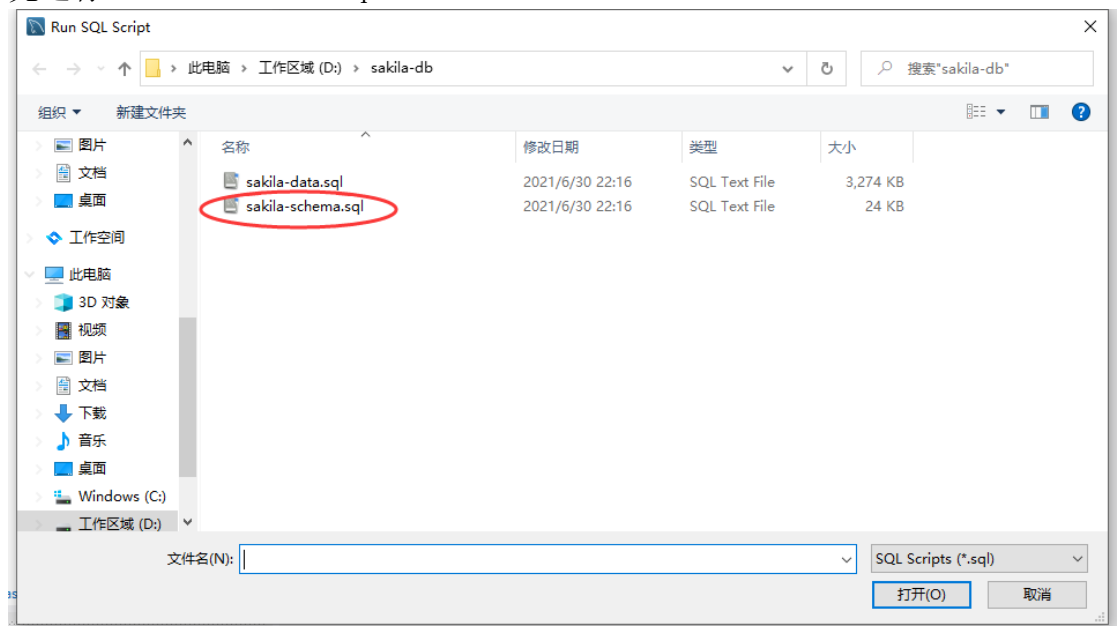 Run SQL Script
此电脑 › 工作区域 (D:) › sakila-db
搜索"sakila-db"
组织 新建文件夹
名称 修改日期 类型 大小
图片
文档
桌面
工作空间
此电脑
3D 对象
视频
图片
文档
下载
音乐
桌面
Windows (C:)
工作区域 (D:)
sakila-data.sql 2021/6/30 22:16 SQL Text File 3,274 KB
sakila-schema.sql 2021/6/30 22:16 SQL Text File 24 KB
文件名(N): SQL Scripts (*.sql)
打开(O) 取消